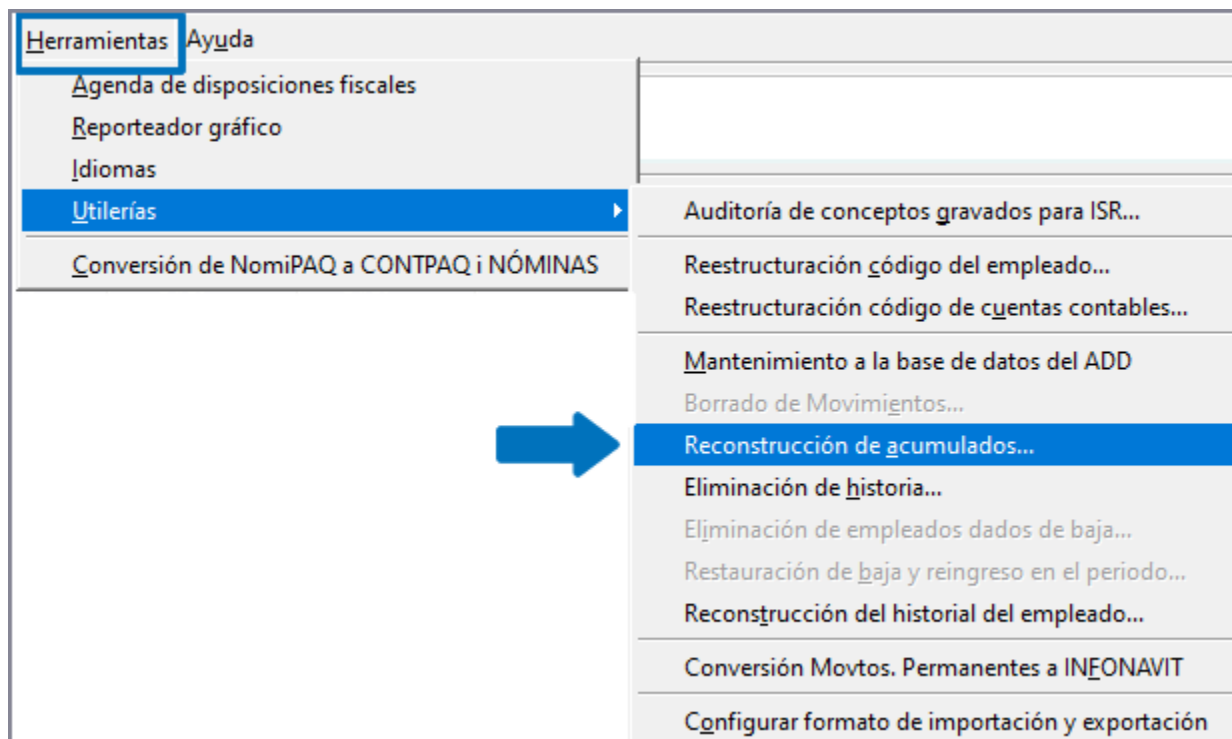 Herramientas Ayuda
Agenda de disposiciones fiscales
Reporteador gráfico
Idiomas
Utilerías
Conversión de NomiPAQ a CONTPAQ i NÓMINAS
Auditoría de conceptos gravados para ISR...
Reestructuración código del empleado...
Reestructuración código de cuentas contables...
Mantenimiento a la base de datos del ADD
Borrado de Movimientos...
Reconstrucción de acumulados...
Eliminación de historia...
Eliminación de empleados dados de baja...
Restauración de baja y reingreso en el periodo...
Reconstrucción del historial del empleado...
Conversión Movtos. Permanentes a INFONAVIT
Configurar formato de importación y exportación